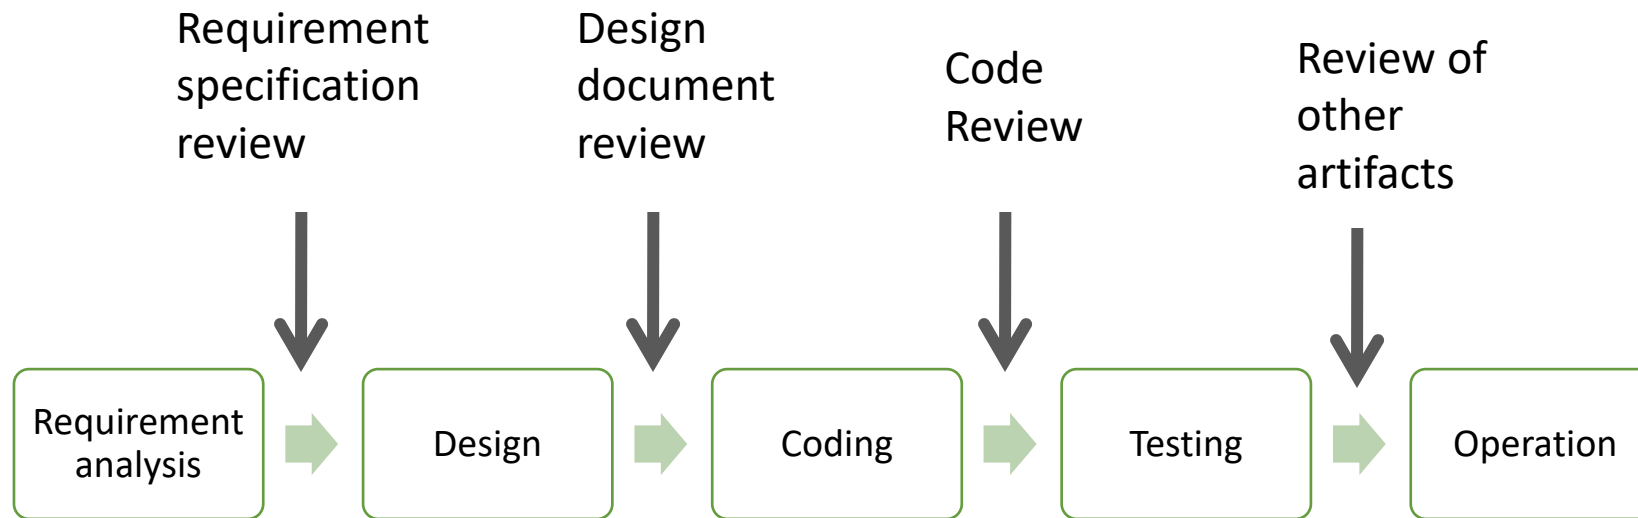 Requirement
specification
review
Design
document
review
Code
Review
Review of
other
artifacts
Requirement
analysis
Design
Coding
Testing
Operation